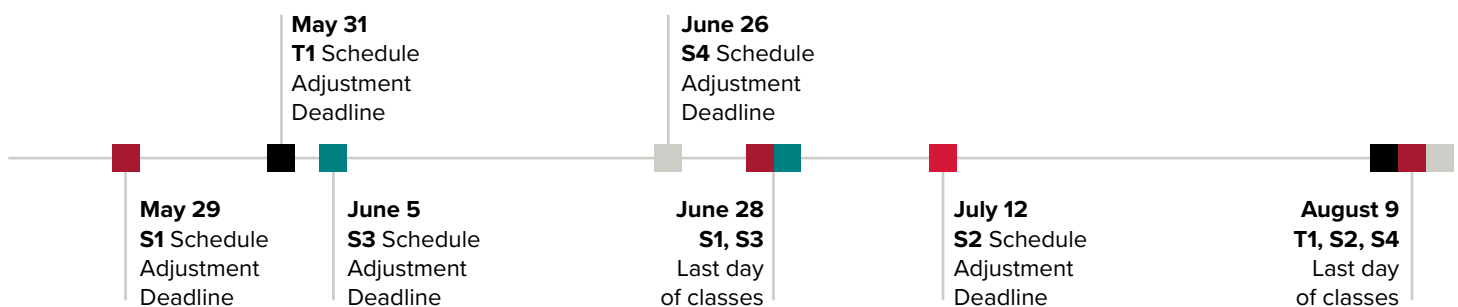 May 31
T1 Schedule
Adjustment
Deadline
June 26
S4 Schedule
Adjustment
Deadline
May 29
S1 Schedule
Adjustment
Deadline
June 5
S3 Schedule
Adjustment
Deadline
June 28
S1, S3
Last day
of classes
July 12
S2 Schedule
Adjustment
Deadline
August 9
T1, S2, S4
Last day
of classes